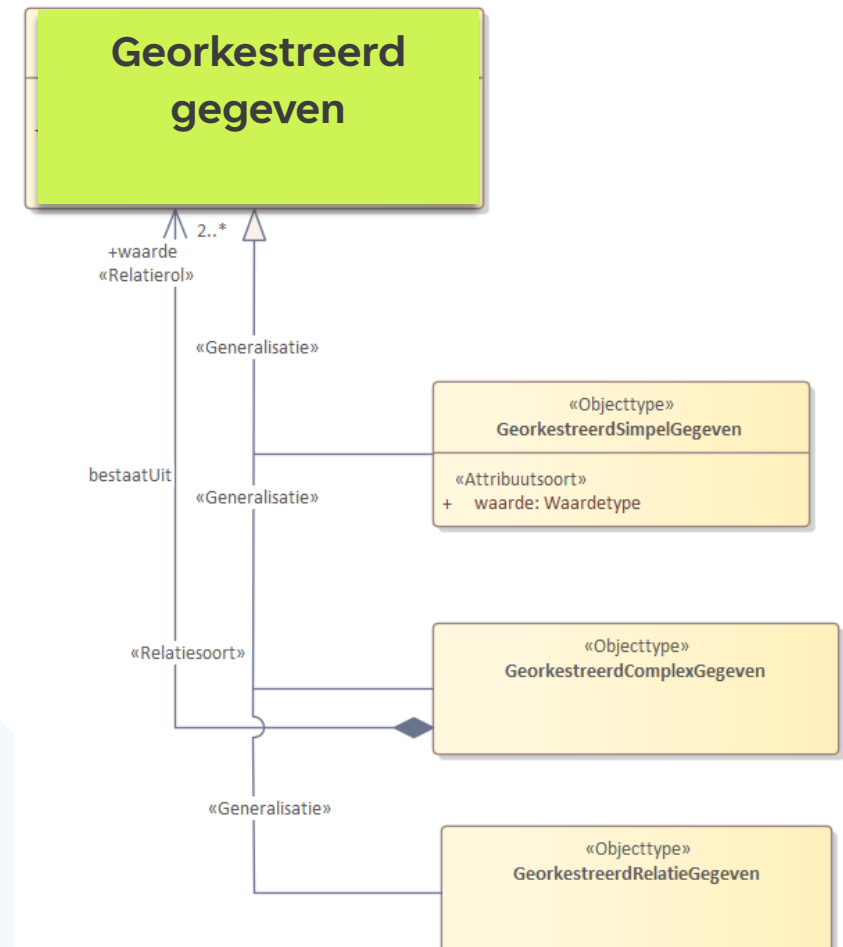 Georkestreerd
gegeven
2..*
+waarde
«Relatierol»
«Generalisatie»
«Objecttype»
GeorkestreerdSimpelGegeven
«Attribuutsoort»
+ waarde: Waardetype
bestaatUit
«Generalisatie»
«Relatiesoort»
«Objecttype»
GeorkestreerdComplexGegeven
«Generalisatie»
«Objecttype»
GeorkestreerdRelatieGegeven